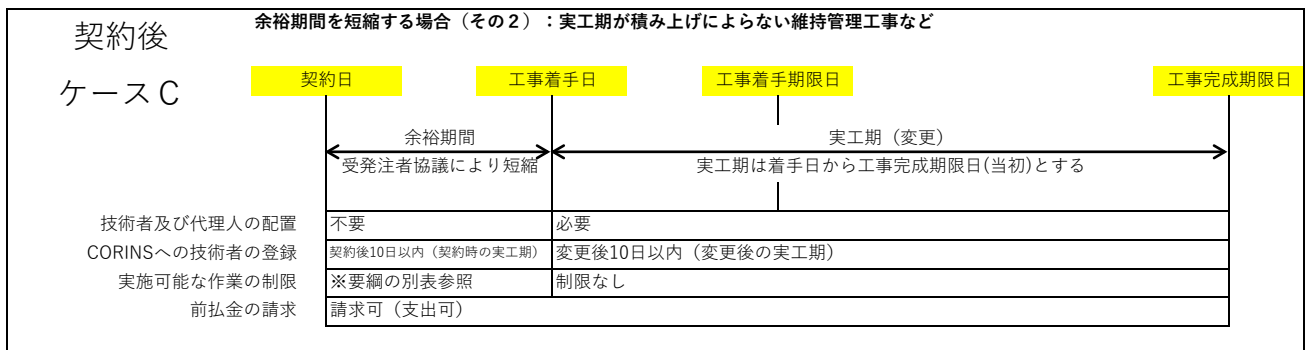 余裕期間を短縮する場合（その２）：実工期が積み上げによらない維持管理工事など
契約後
ケースＣ
契約日
工事着手日
工事着手期限日
工事完成期限日
余裕期間
実工期（変更）
受発注者協議により短縮
実工期は着手日から工事完成期限日(当初)とする
技術者及び代理人の配置 不要 必要
CORINSへの技術者の登録 契約後10日以内（契約時の実工期） 変更後10日以内（変更後の実工期）
実施可能な作業の制限 ※要綱の別表参照 制限なし
前払金の請求 請求可（支出可）